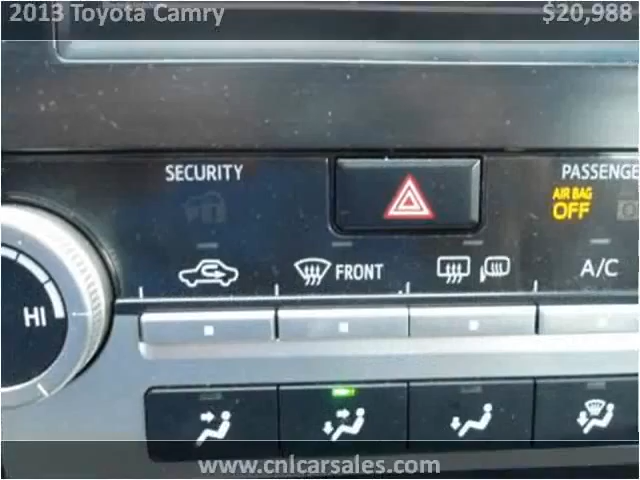 2013 Toyota Camry $20,988
SECURITY
PASSENGE
AIR BAG
OFF
FRONT
A/C
HI
www.cnlcarsales.com